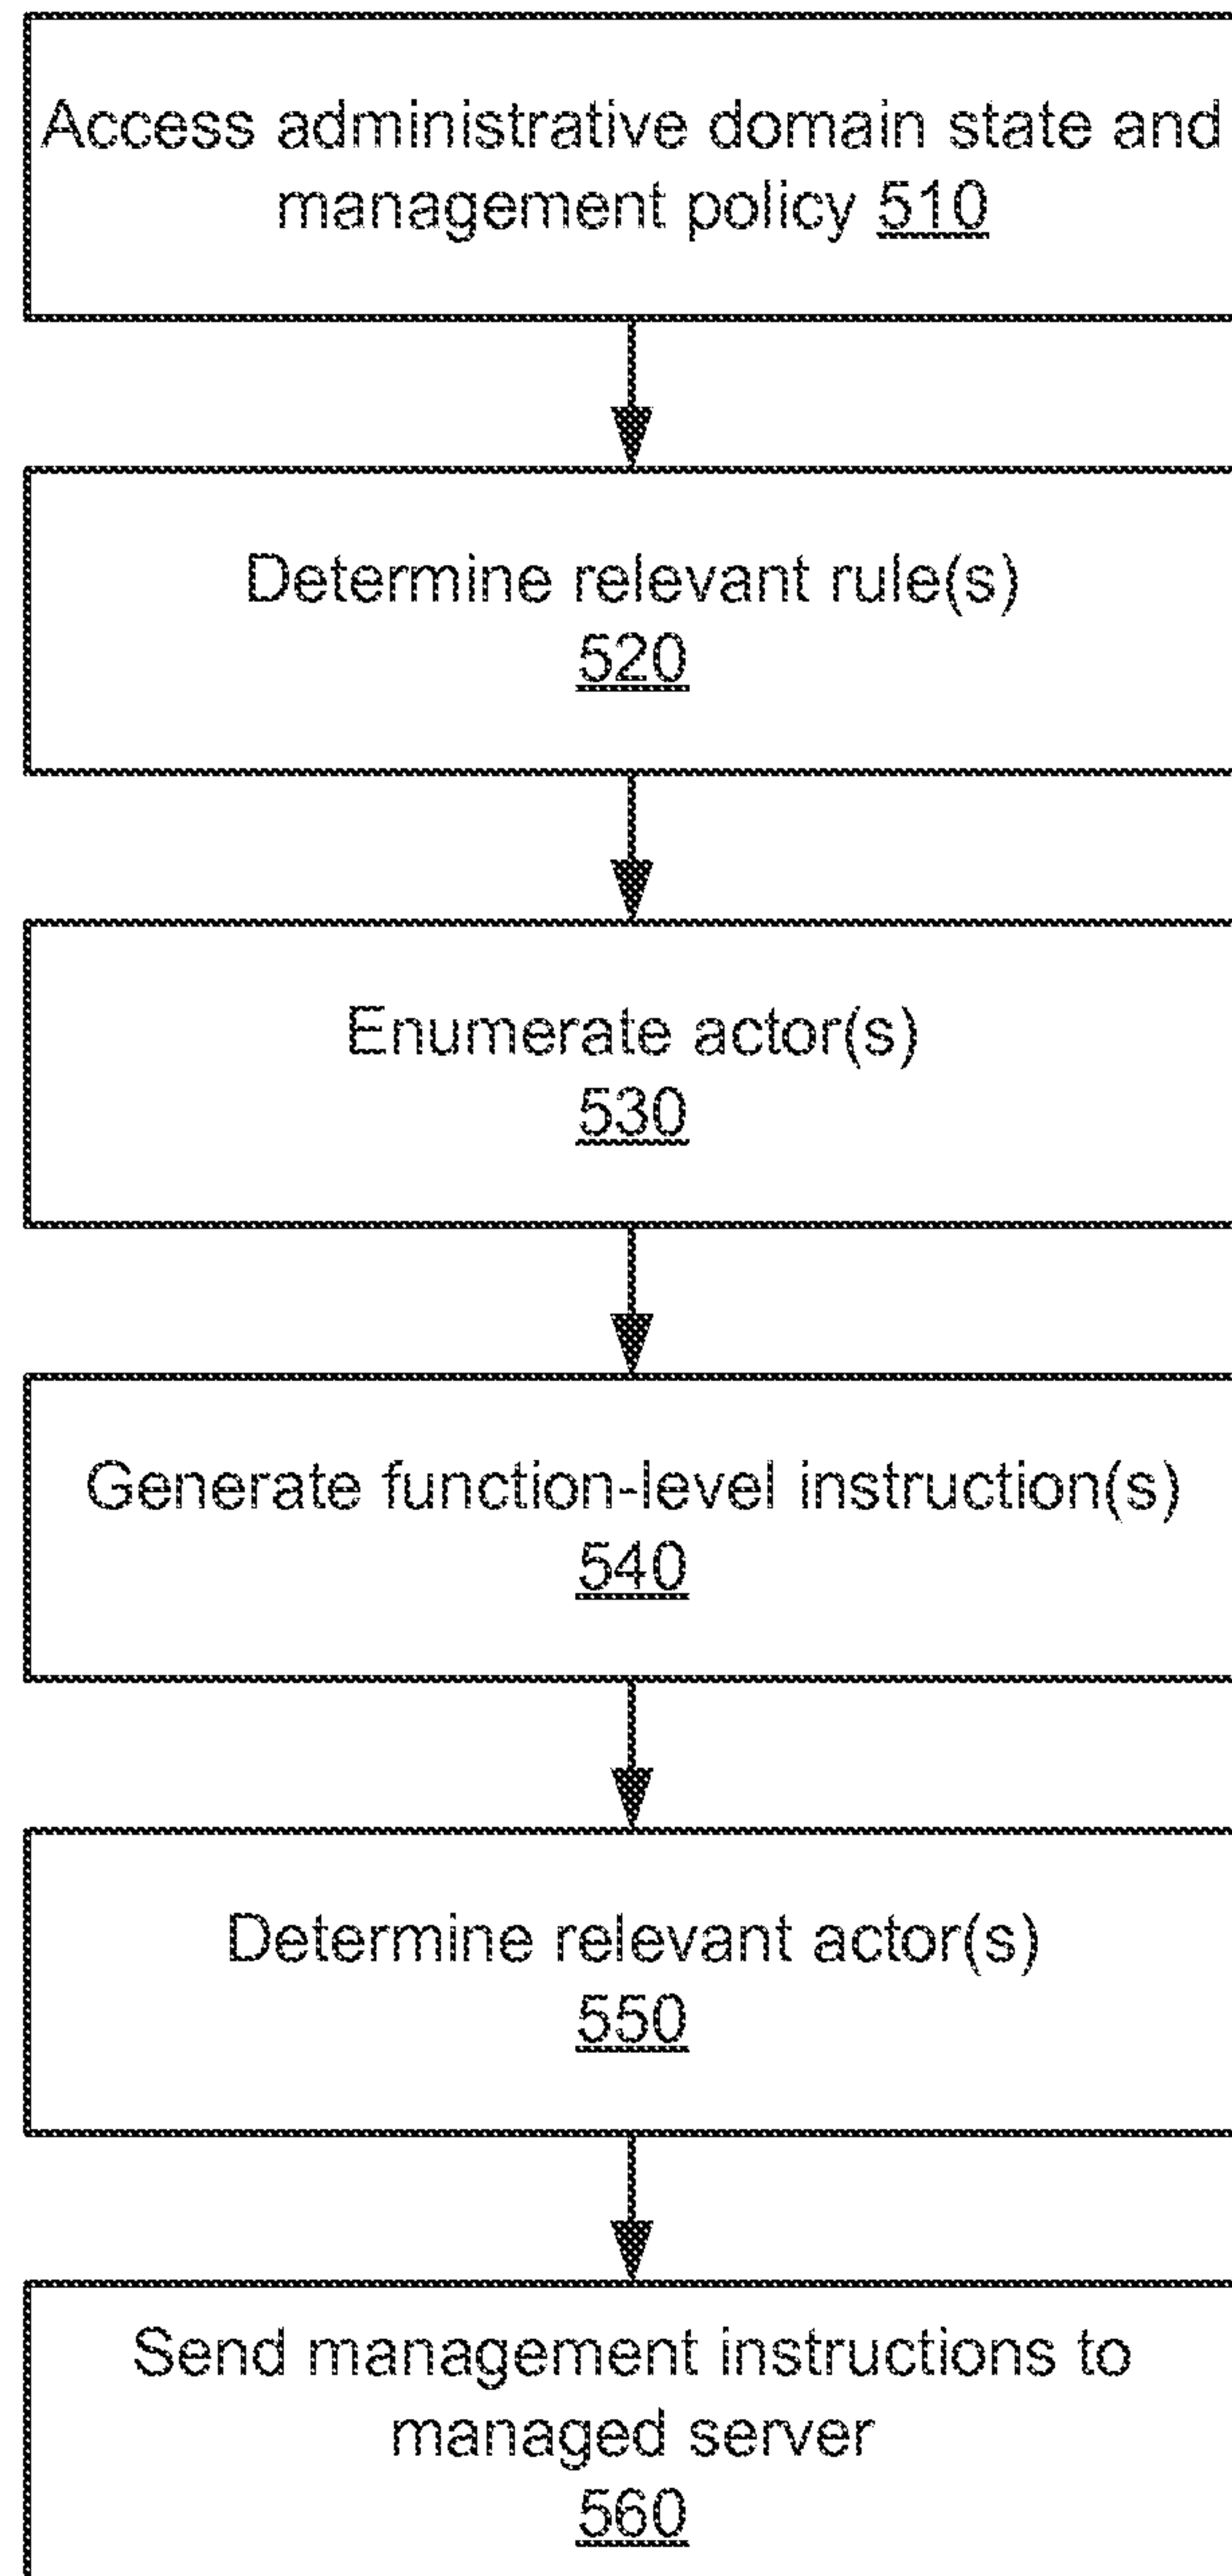 Access administrative domain state and
management policy 510
Determine relevant rule(s)
520
Enumerate actor(s)
530
Generate function-level instruction(s)
540
Determine relevant actor(s)
550
Send management instructions to
managed server
560